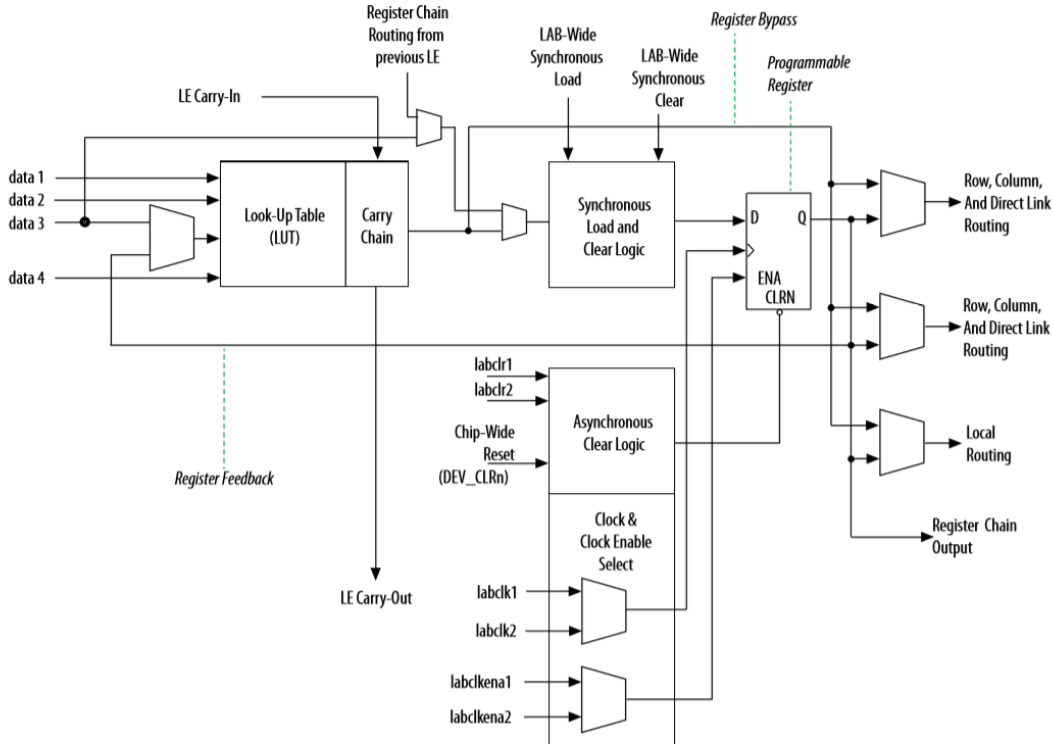 Register Chain
Routing from
previous LE
LAB-Wide
Synchronous
Load
LAB-Wide
Synchronous
Clear
Register Bypass
Programmable
Register
LE Carry-In
data 1
data 2
data 3
data 4
Look-Up Table
(LUT)
Carry
Chain
Synchronous
Load and
Clear Logic
D
Q
ENA
CLRN
Row, Column,
And Direct Link
Routing
Row, Column,
And Direct Link
Routing
Local
Routing
Register Chain
Output
Register Feedback
labclr1
labclr2
Chip-Wide
Reset
(DEV_CLRn)
Asynchronous
Clear Logic
Clock &
Clock Enable
Select
labclk1
labclk2
labclkena1
labclkena2
LE Carry-Out